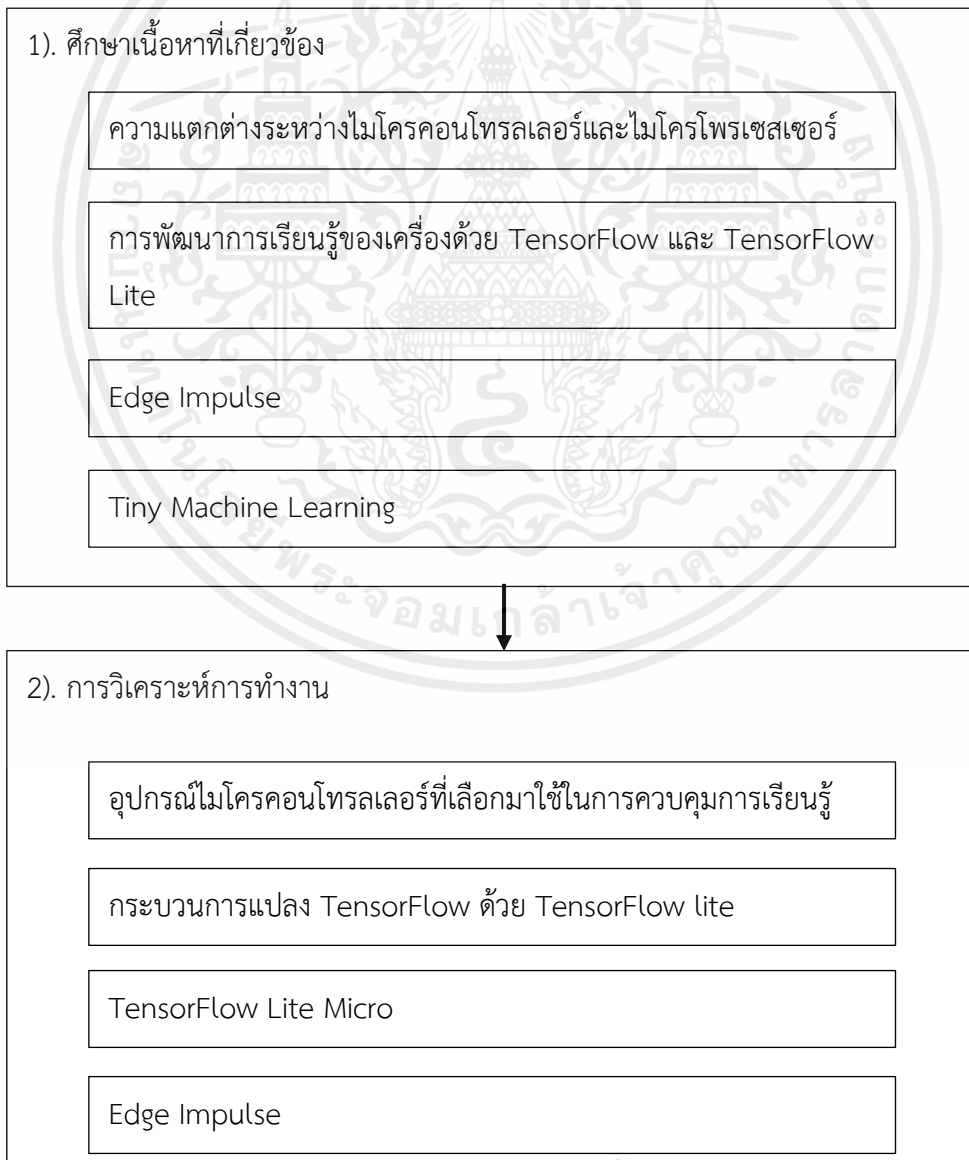 1). ศึกษาเนื้อหาที่เกี่ยวข้อง
ความแตกต่างระหว่างไมโครคอนโทรลเลอร์และไมโครโพรเซสเซอร์
การพัฒนาการเรียนรู้ของเครื่องด้วย TensorFlow และ TensorFlow
Lite
Edge Impulse
Tiny Machine Learning
2). การวิเคราะห์การทำงาน
อุปกรณ์ไมโครคอนโทรลเลอร์ที่เลือกมาใช้ในการควบคุมการเรียนรู้
กระบวนการแปลง TensorFlow ด้วย TensorFlow lite
TensorFlow Lite Micro
Edge Impulse